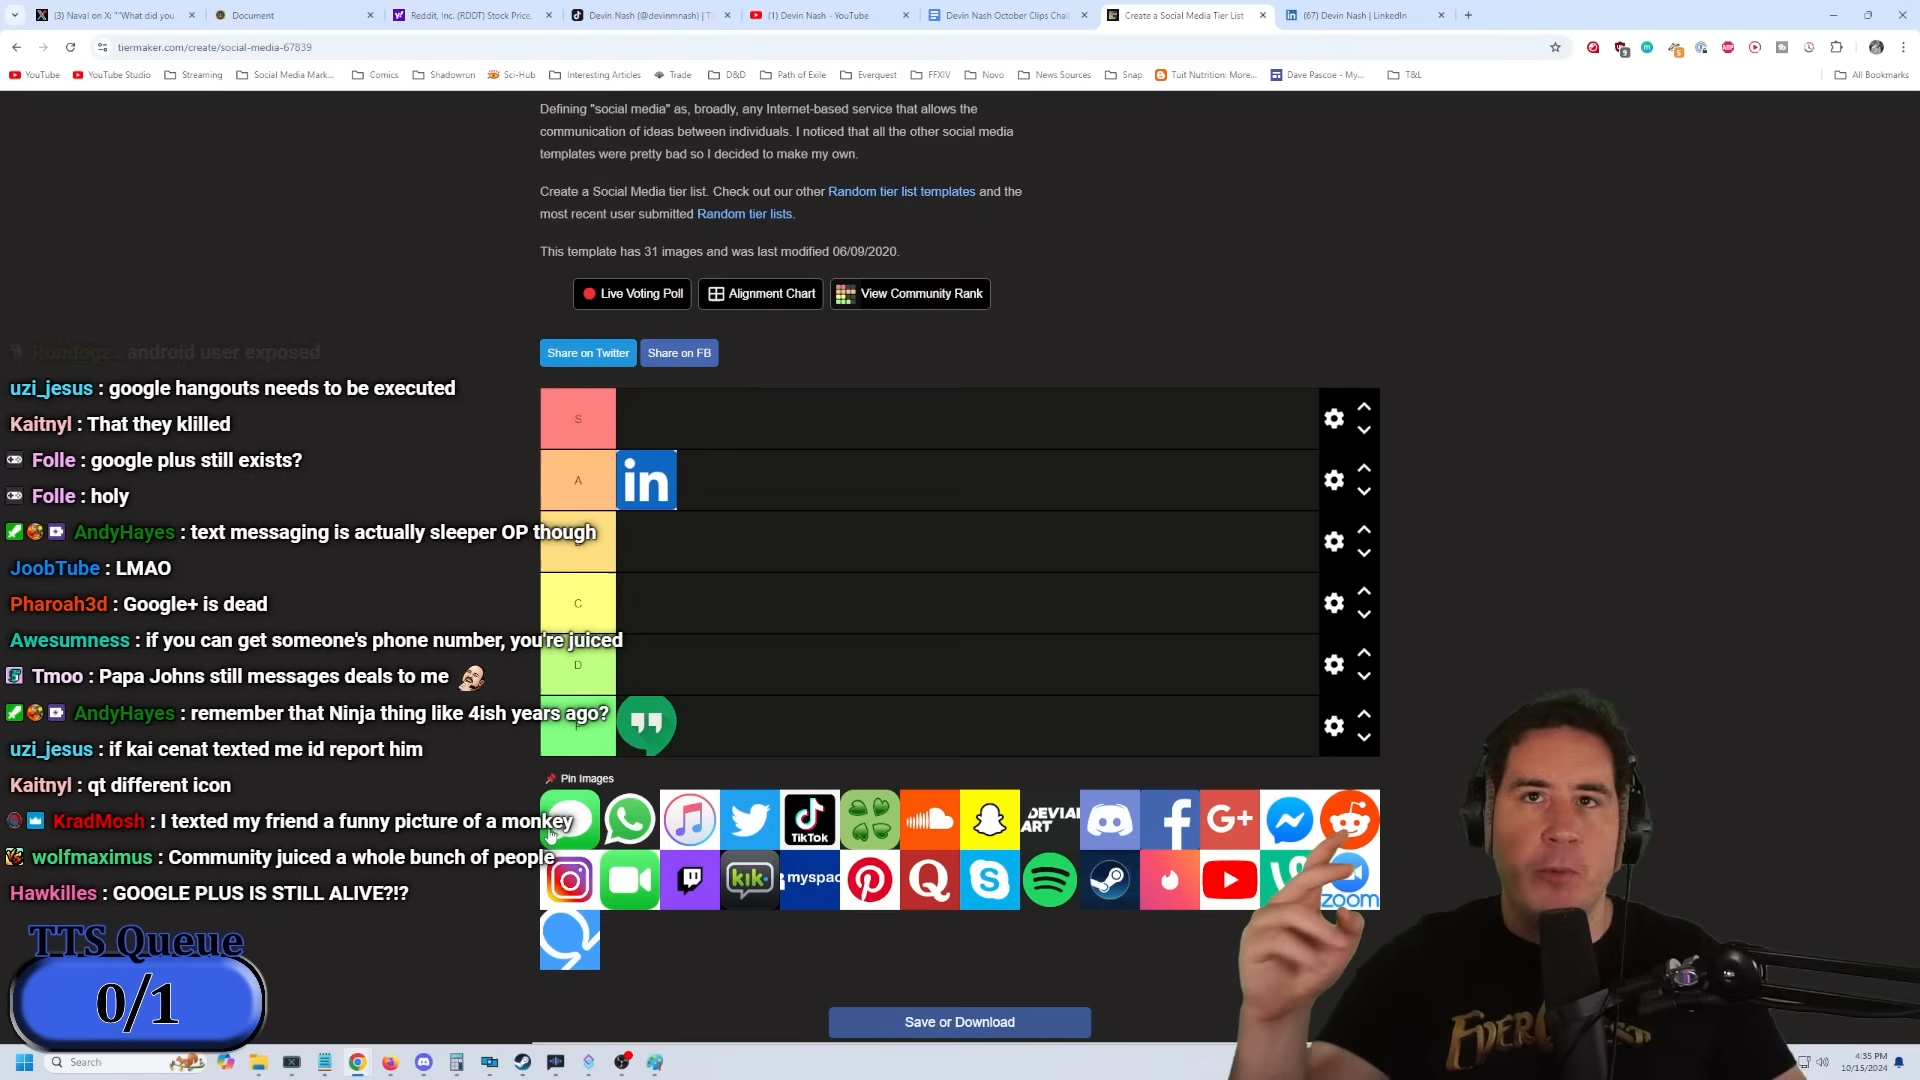 (3) Naval on X: "“What did you
Document
Reddit, Inc. (RDDT) Stock Price,
Devin Nash (@devinmnash) | T
(1) Devin Nash - YouTube
Devin Nash October Clips Chall
Create a Social Media Tier List
(67) Devin Nash | LinkedIn
tiermaker.com/create/social-media-67839
YouTube
YouTube Studio
Streaming
Social Media Mark...
Comics
Shadowrun
Sci-Hub
Interesting Articles
Trade
D&D
Path of Exile
Everquest
FFXIV
Novo
News Sources
Snap
Tuit Nutrition: More...
Dave Pascoe - My...
T&L
All Bookmarks
Defining "social media" as, broadly, any Internet-based service that allows the
communication of ideas between individuals. I noticed that all the other social media
templates were pretty bad so I decided to make my own.
Create a Social Media tier list. Check out our other Random tier list templates and the
most recent user submitted Random tier lists.
This template has 31 images and was last modified 06/09/2020.
Live Voting Poll
Alignment Chart
View Community Rank
Share on Twitter
Share on FB
S
A
in
C
D
F
android user exposed
uzi_jesus : google hangouts needs to be executed
Kaitnyl : That they klilled
Folle : google plus still exists?
Folle : holy
AndyHayes : text messaging is actually sleeper OP though
JoobTube : LMAO
Pharoah3d : Google+ is dead
Awesumness : if you can get someone's phone number, you're juiced
Tmoo : Papa Johns still messages deals to me
AndyHayes : remember that Ninja thing like 4ish years ago?
uzi_jesus : if kai cenat texted me id report him
Kaitnyl : qt different icon
KradMosh : I texted my friend a funny picture of a monkey
wolfmaximus : Community juiced a whole bunch of people
Hawkilles : GOOGLE PLUS IS STILL ALIVE?!?
TTS Queue
0/1
Pin Images
TikTok
DEVIANT
ART
f
G+
kik
myspac
Q
S
zoom
Save or Download
Search
4:35 PM
10/15/2024